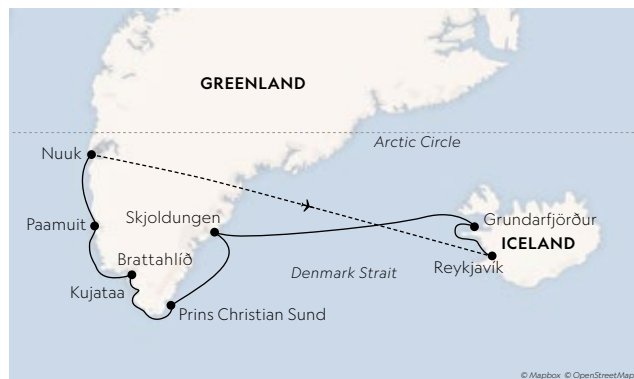 GREENLAND
Arctic Circle
Nuuk
Paamuit
Skjoldungen
Grundarfjörður
ICELAND
Brattahlíð
Denmark Strait
Reykjavík
Kujataa
Prins Christian Sund
© Mapbox © OpenStreetMap